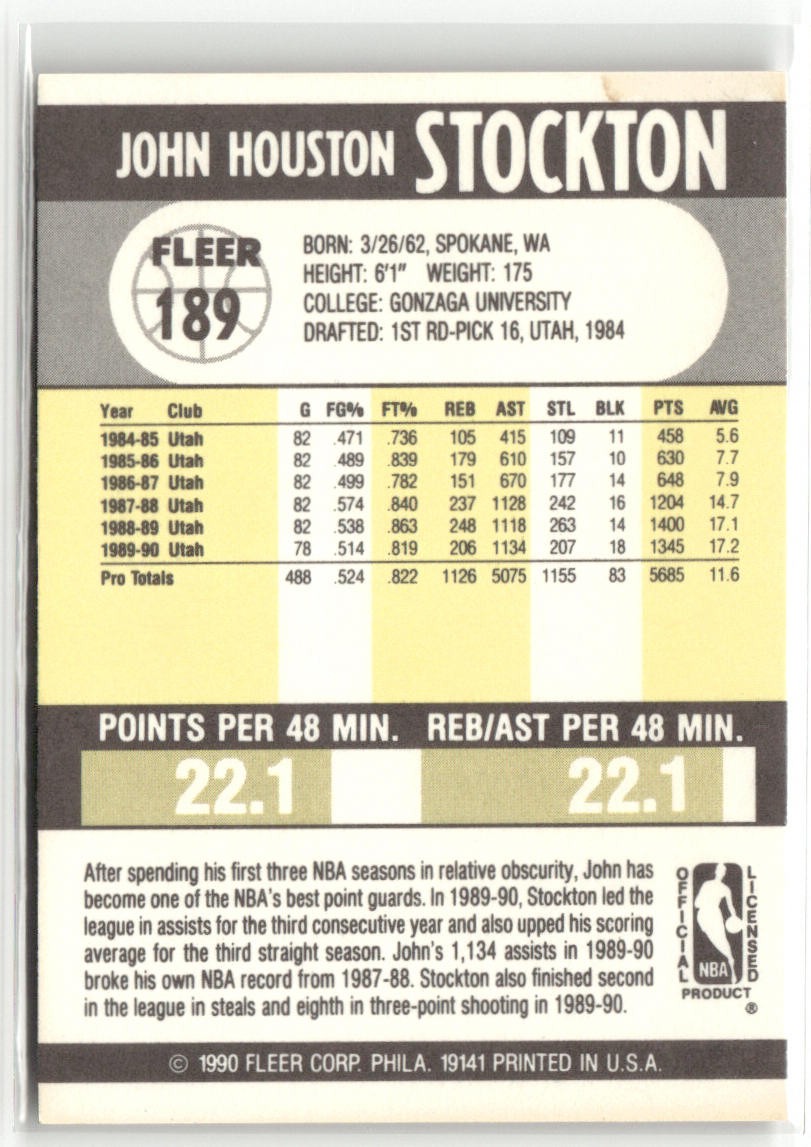 JOHN HOUSTON STOCKTON
FLEER
189
BORN: 3/26/62, SPOKANE, WA
HEIGHT: 6'1" WEIGHT: 175
COLLEGE: GONZAGA UNIVERSITY
DRAFTED: 1ST RD-PICK 16, UTAH, 1984
Year Club G FG% FT% REB AST STL BLK PTS AVG
1984-85 Utah 82 .471 .736 105 415 109 11 458 5.6
1985-86 Utah 82 .489 .839 179 610 157 10 630 7.7
1986-87 Utah 82 .499 .782 151 670 177 14 648 7.9
1987-88 Utah 82 .574 .840 237 1128 242 16 1204 14.7
1988-89 Utah 82 .538 .863 248 1118 263 14 1400 17.1
1989-90 Utah 78 .514 .819 206 1134 207 18 1345 17.2
Pro Totals 488 .524 .822 1126 5075 1155 83 5685 11.6
POINTS PER 48 MIN. REB/AST PER 48 MIN.
22.1 22.1
After spending his first three NBA seasons in relative obscurity, John has
become one of the NBA's best point guards. In 1989-90, Stockton led the
league in assists for the third consecutive year and also upped his scoring
average for the third straight season. John's 1,134 assists in 1989-90
broke his own NBA record from 1987-88. Stockton also finished second
in the league in steals and eighth in three-point shooting in 1989-90.
OFFICIAL
LICENSED
NBA
PRODUCT
®
© 1990 FLEER CORP. PHILA. 19141 PRINTED IN U.S.A.